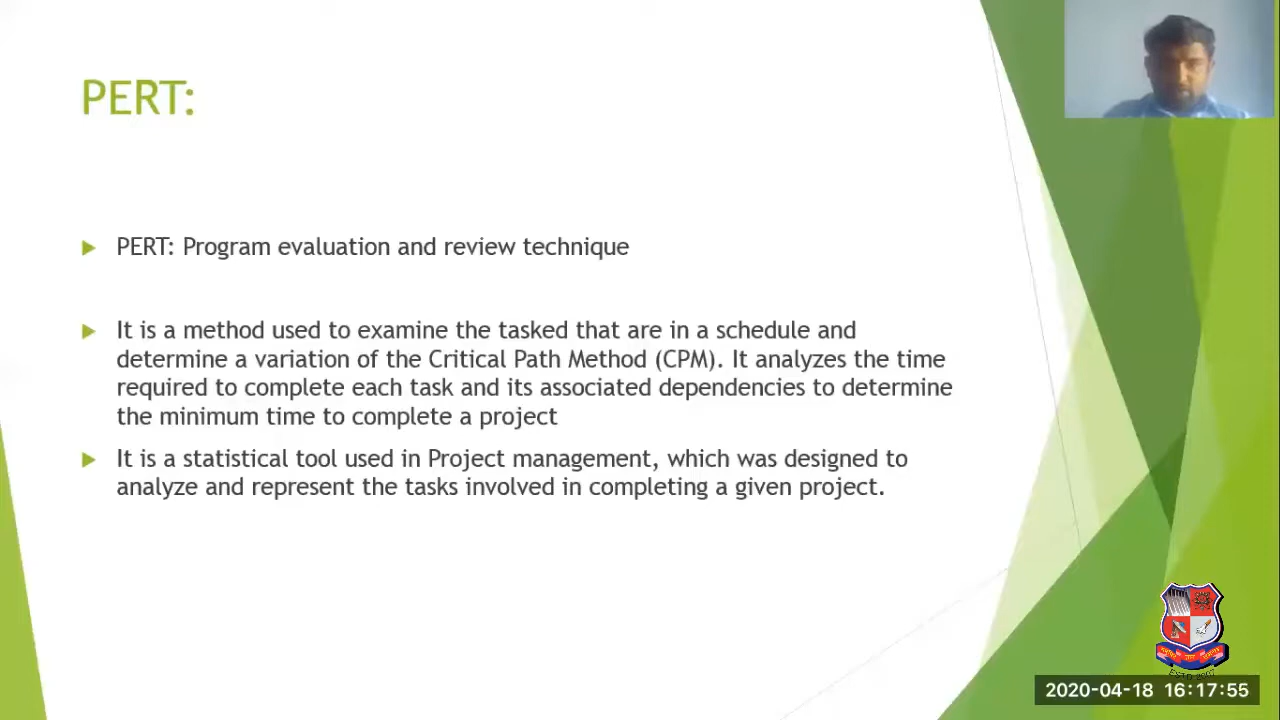 PERT:
PERT: Program evaluation and review technique
It is a method used to examine the tasked that are in a schedule and
determine a variation of the Critical Path Method (CPM). It analyzes the time
required to complete each task and its associated dependencies to determine
the minimum time to complete a project
It is a statistical tool used in Project management, which was designed to
analyze and represent the tasks involved in completing a given project.
ESTD 2007
2020-04-18 16:17:55